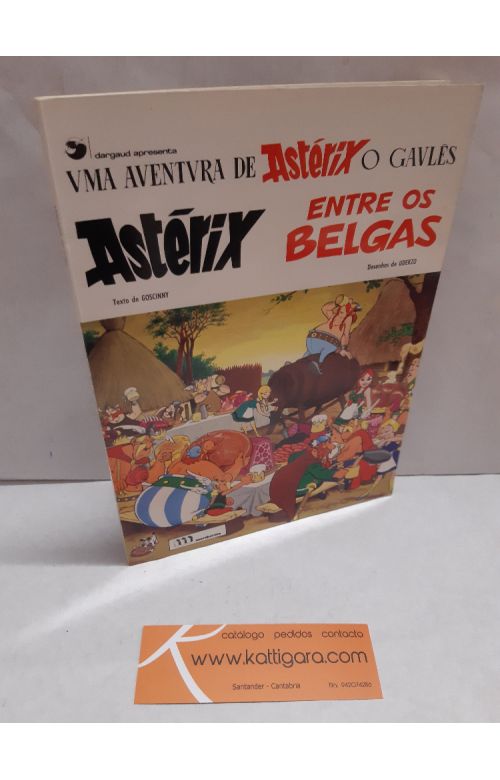 dargaud apresenta
VMA AVENTVRA DE Astérix O GAVLÊS
Astérix
ENTRE OS
BELGAS
Texto de GOSCINNY
Desenhos de UDERZO
catálogo pedidos contacto
www.kattigara.com
Santander - Cantabria